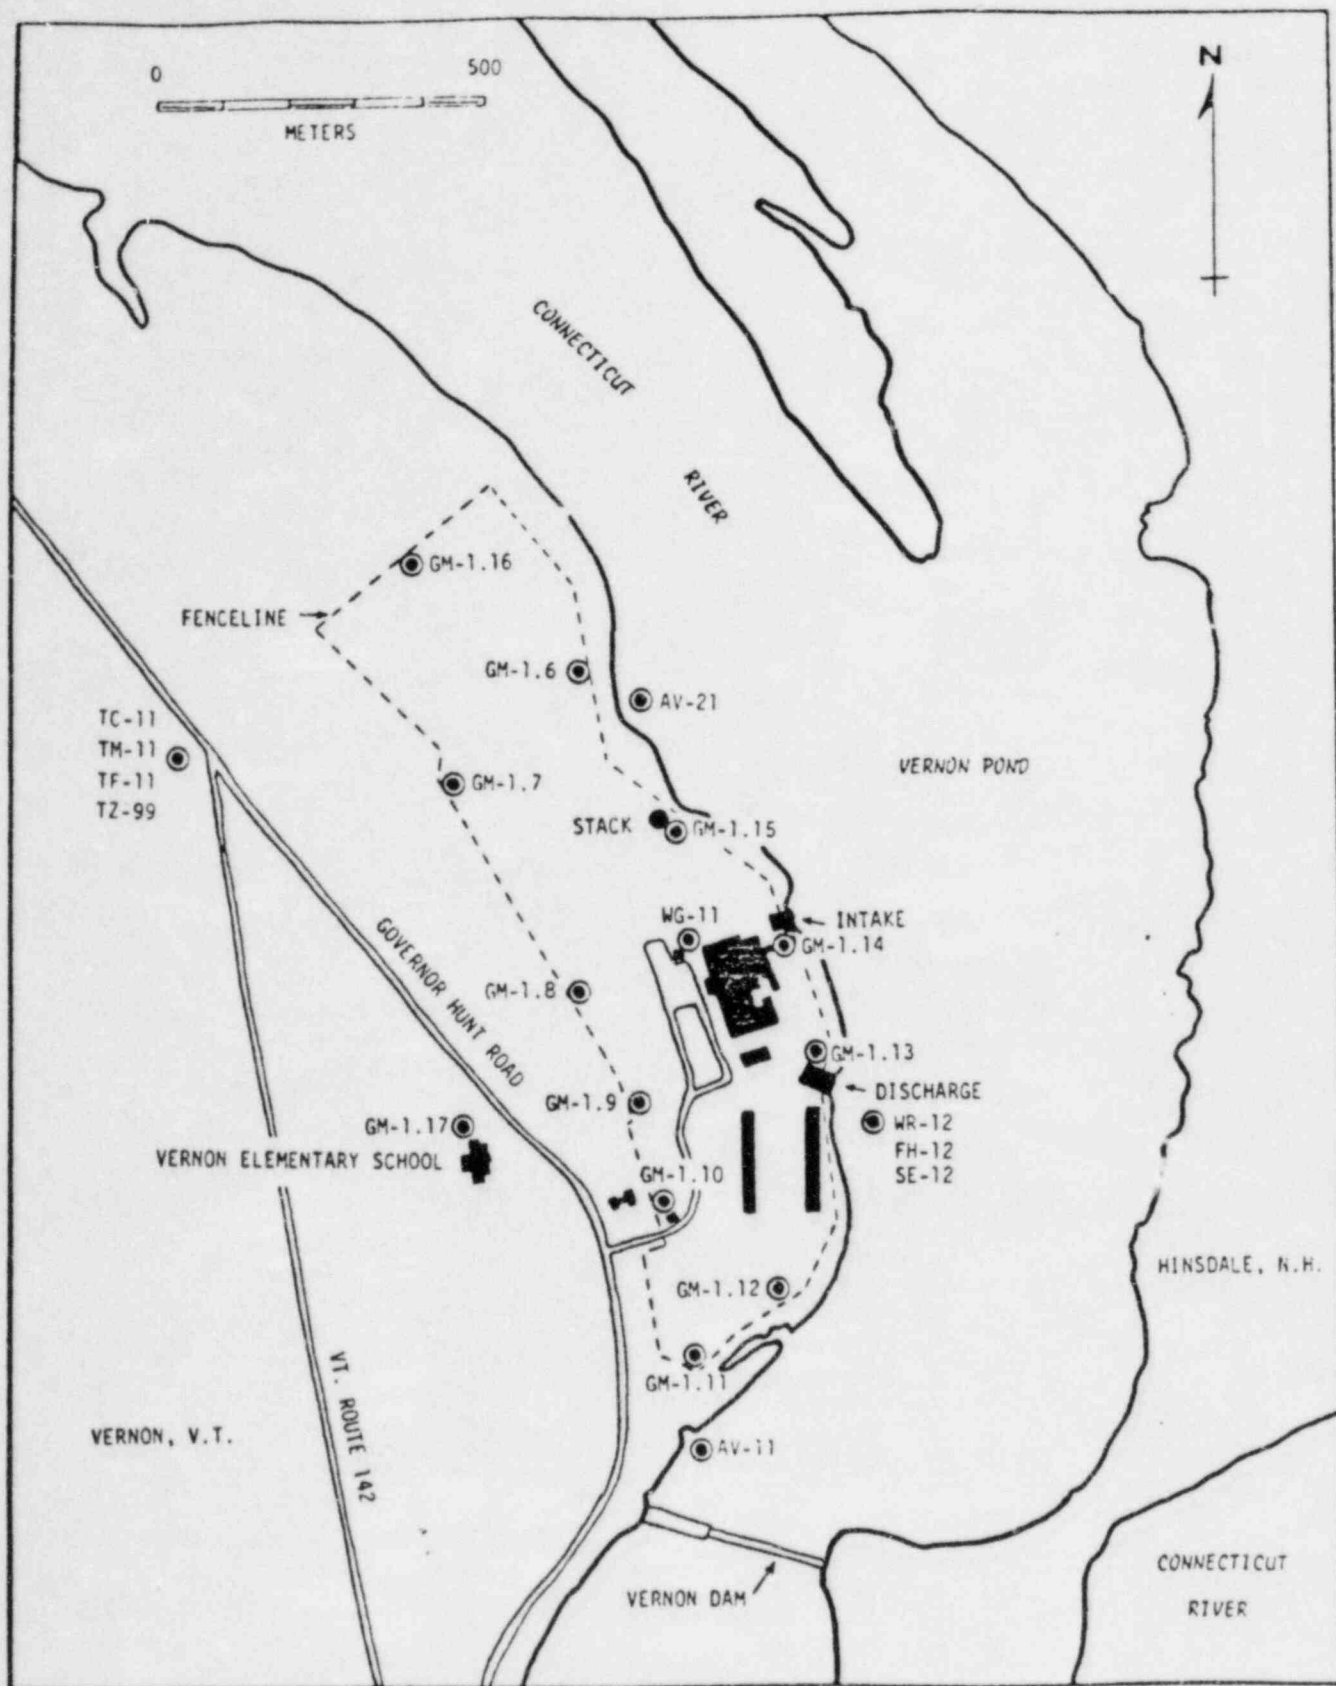 0 500
METERS
N
CONNECTICUT
RIVER
GM-1.16
FENCELINE
GM-1.6
AV-21
TC-11
TM-11
TF-11
TZ-99
GM-1.7
VERNON POND
STACK
GM-1.15
WG-11
INTAKE
GM-1.14
GOVERNOR HUNT ROAD
GM-1.8
GM-1.13
DISCHARGE
GM-1.9
WR-12
FH-12
SE-12
GM-1.17
VERNON ELEMENTARY SCHOOL
GM-1.10
HINSDALE, N.H.
GM-1.12
GM-1.11
VT. ROUTE 142
VERNON, V.T.
AV-11
VERNON DAM
CONNECTICUT
RIVER